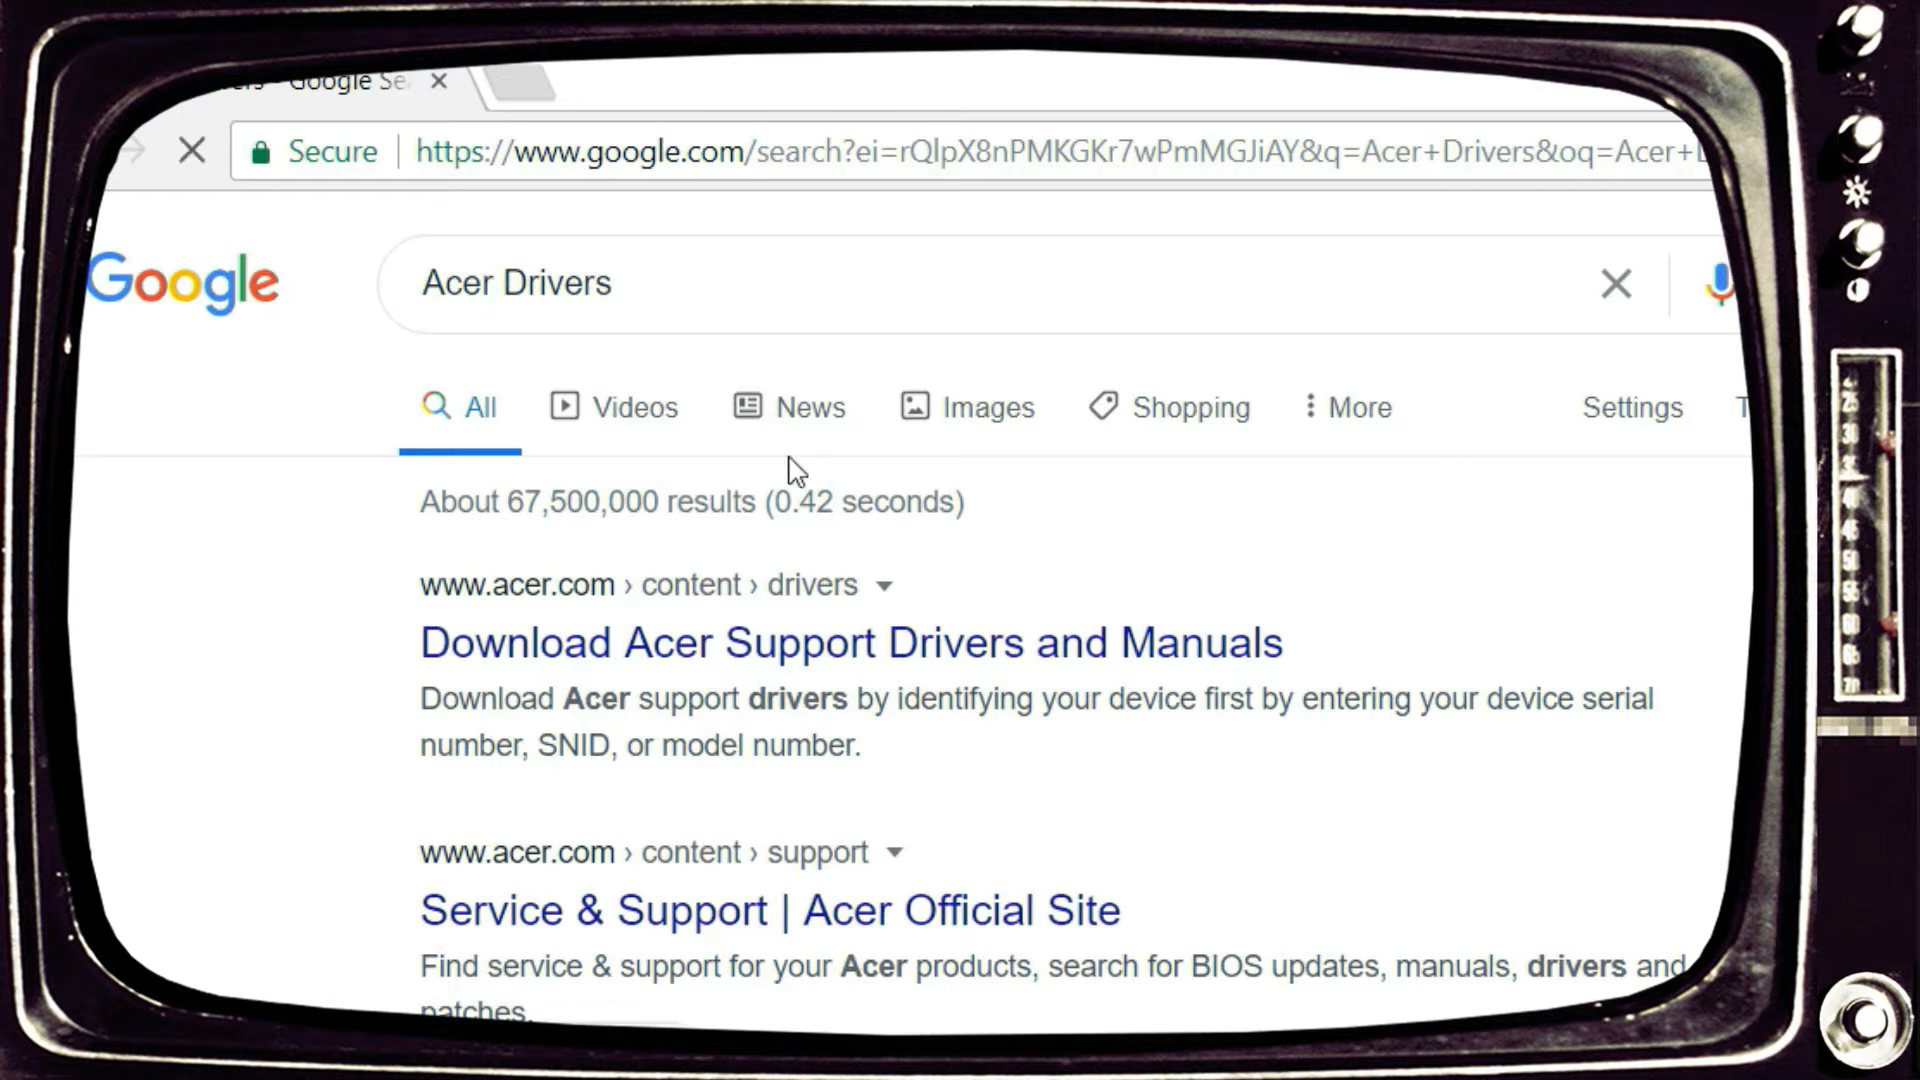 Google Se
Secure https://www.google.com/search?ei=rQlpX8nPMKGKr7wPmMGJiAY&q=Acer+Drivers&oq=Acer+
Google
Acer Drivers
All Videos News Images Shopping More Settings
About 67,500,000 results (0.42 seconds)
www.acer.com › content › drivers
Download Acer Support Drivers and Manuals
Download Acer support drivers by identifying your device first by entering your device serial
number, SNID, or model number.
www.acer.com › content › support
Service & Support | Acer Official Site
Find service & support for your Acer products, search for BIOS updates, manuals, drivers and
patches.